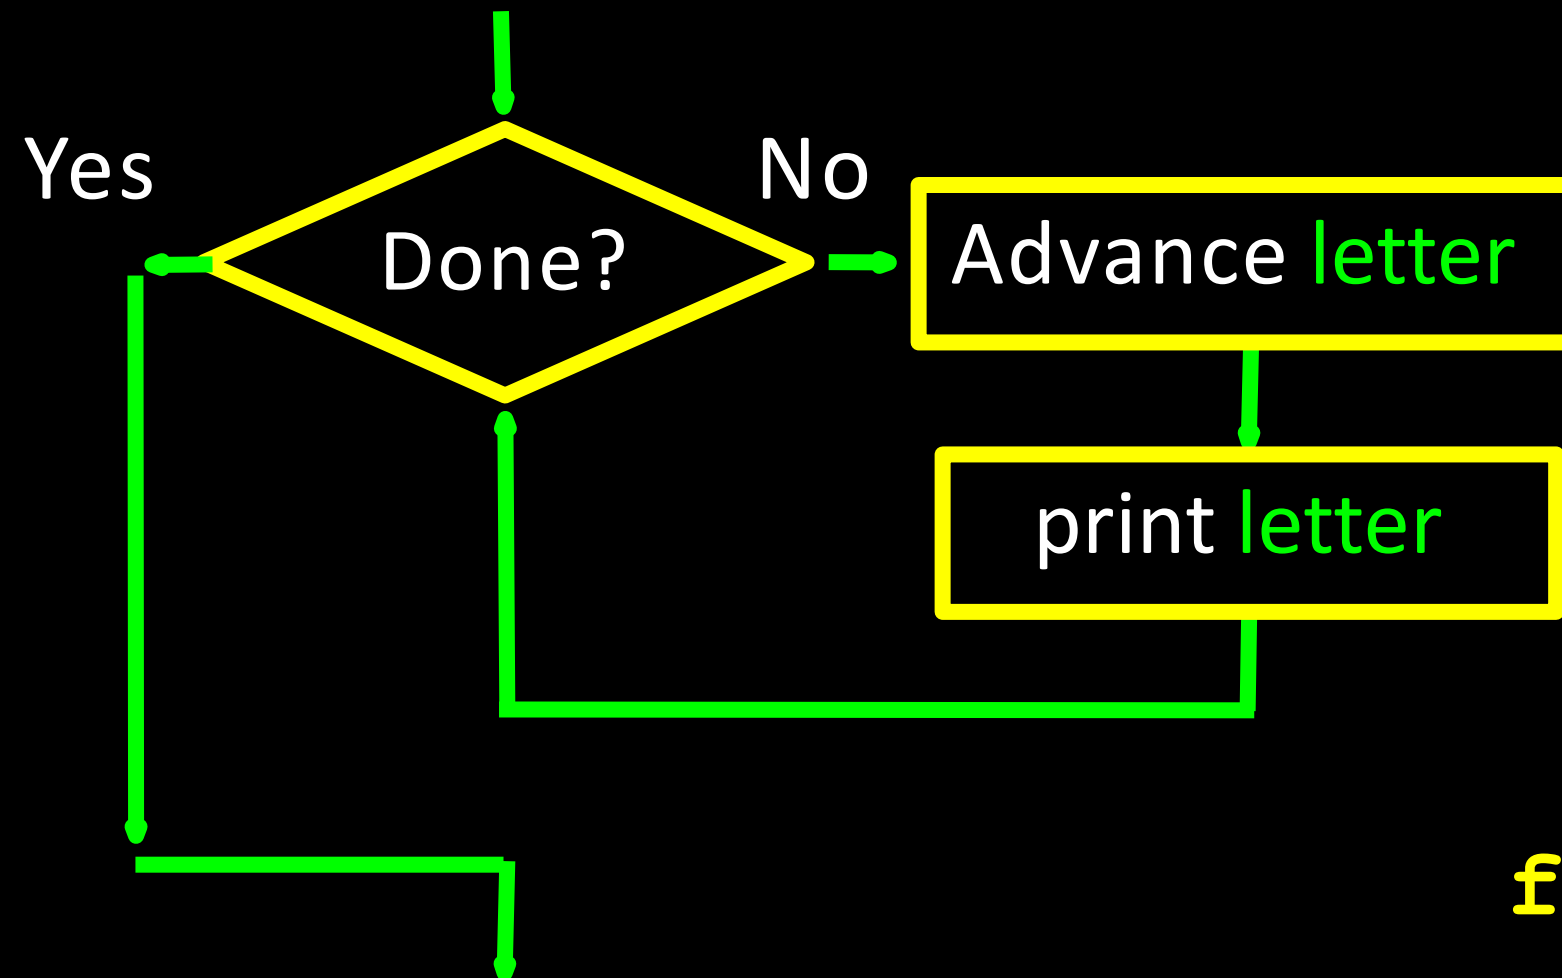 Yes
No
Done?
Advance letter
print letter
f